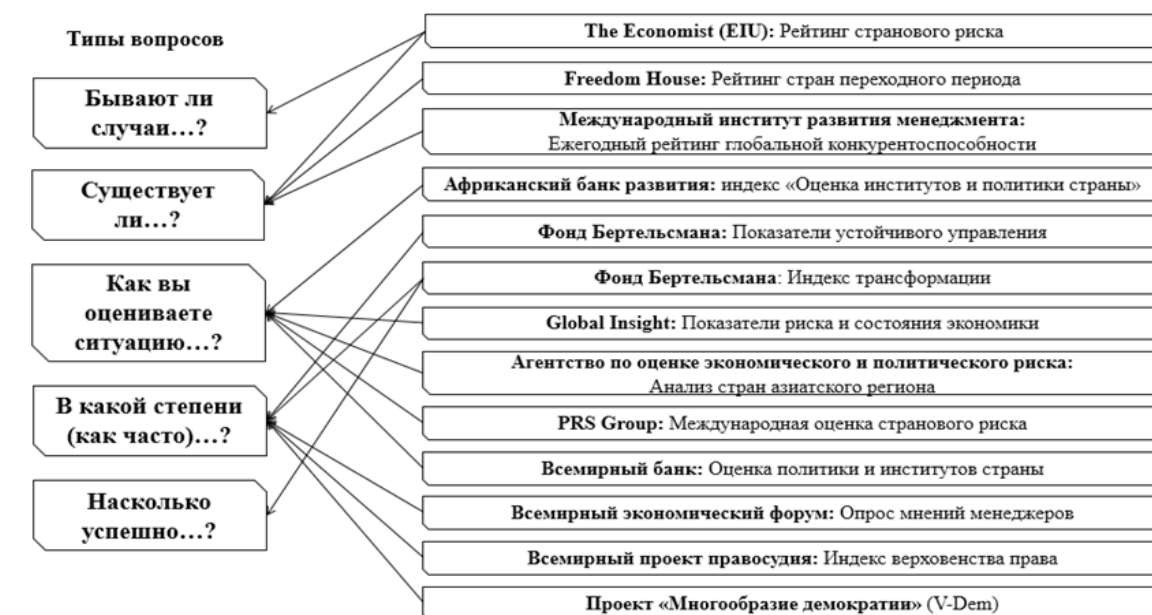 Типы вопросов
Бывают ли
случаи…?
Существует
ли…?
Как вы
оцениваете
ситуацию…?
В какой степени
(как часто)…?
Насколько
успешно…?
The Economist (EIU): Рейтинг странового риска
Freedom House: Рейтинг стран переходного периода
Международный институт развития менеджмента:
Ежегодный рейтинг глобальной конкурентоспособности
Африканский банк развития: индекс «Оценка институтов и политики страны»
Фонд Бертельсмана: Показатели устойчивого управления
Фонд Бертельсмана: Индекс трансформации
Global Insight: Показатели риска и состояния экономики
Агентство по оценке экономического и политического риска:
Анализ стран азиатского региона
PRS Group: Международная оценка странового риска
Всемирный банк: Оценка политики и институтов страны
Всемирный экономический форум: Опрос мнений менеджеров
Всемирный проект правосудия: Индекс верховенства права
Проект «Многообразие демократии» (V-Dem)